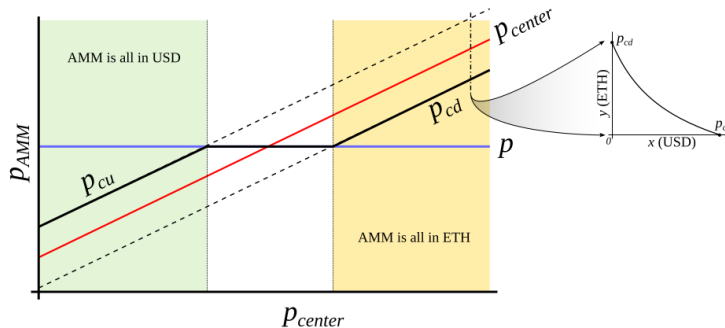 AMM is all in USD
p_center
p_cd
y (ETH)
p_c
0
x (USD)
p_AMM
p_cd
p
p_cu
AMM is all in ETH
p_center